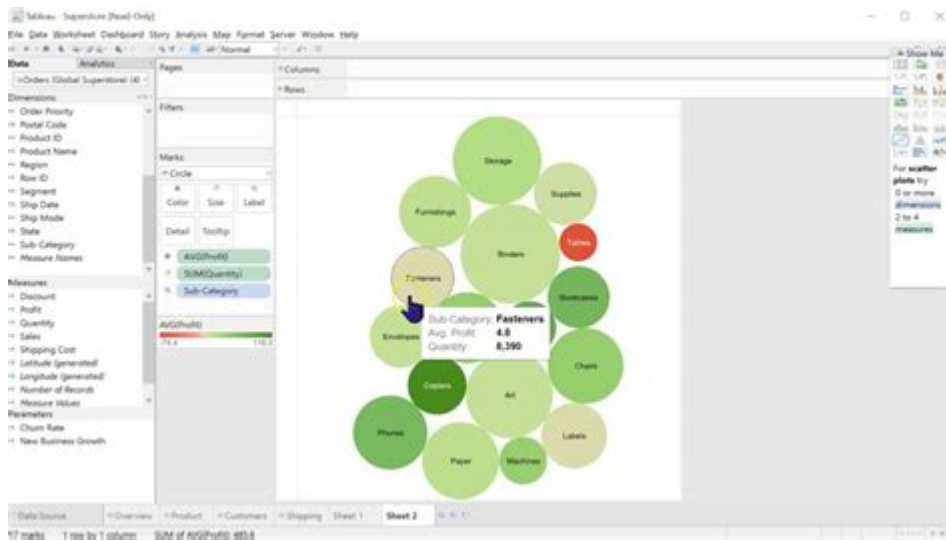 Tableau - Superstore [Read-Only]
File Data Worksheet Dashboard Story Analysis Map Format Server Window Help
Normal
Data Analytics
Orders (Global Superstore) (4)
Dimensions
Order Priority
Postal Code
Product ID
Product Name
Region
Row ID
Segment
Ship Date
Ship Mode
State
Sub-Category
Measure Names
Measures
Discount
Profit
Quantity
Sales
Shipping Cost
Latitude (generated)
Longitude (generated)
Number of Records
Measure Values
Parameters
Churn Rate
New Business Growth
Pages
Filters
Marks
Circle
Color Size Label
Detail Tooltip
AVG(Profit)
SUM(Quantity)
Sub-Category
AVG(Profit)
Columns
Rows
Storage
Supplies
Furnishings
Tables
Binders
Fasteners
Bookcases
Sub-Category: Fasteners
Avg. Profit: 4.8
Quantity: 8,390
Envelopes
Chairs
Copiers
Art
Phones
Labels
Paper
Machines
Show Me
For scatter
plots try
0 or more
dimensions
2 to 4
measures
Data Source Overview Product Customers Shipping Sheet 1 Sheet 2
17 marks 1 row by 1 column SUM of AVG(Profit): 485.6